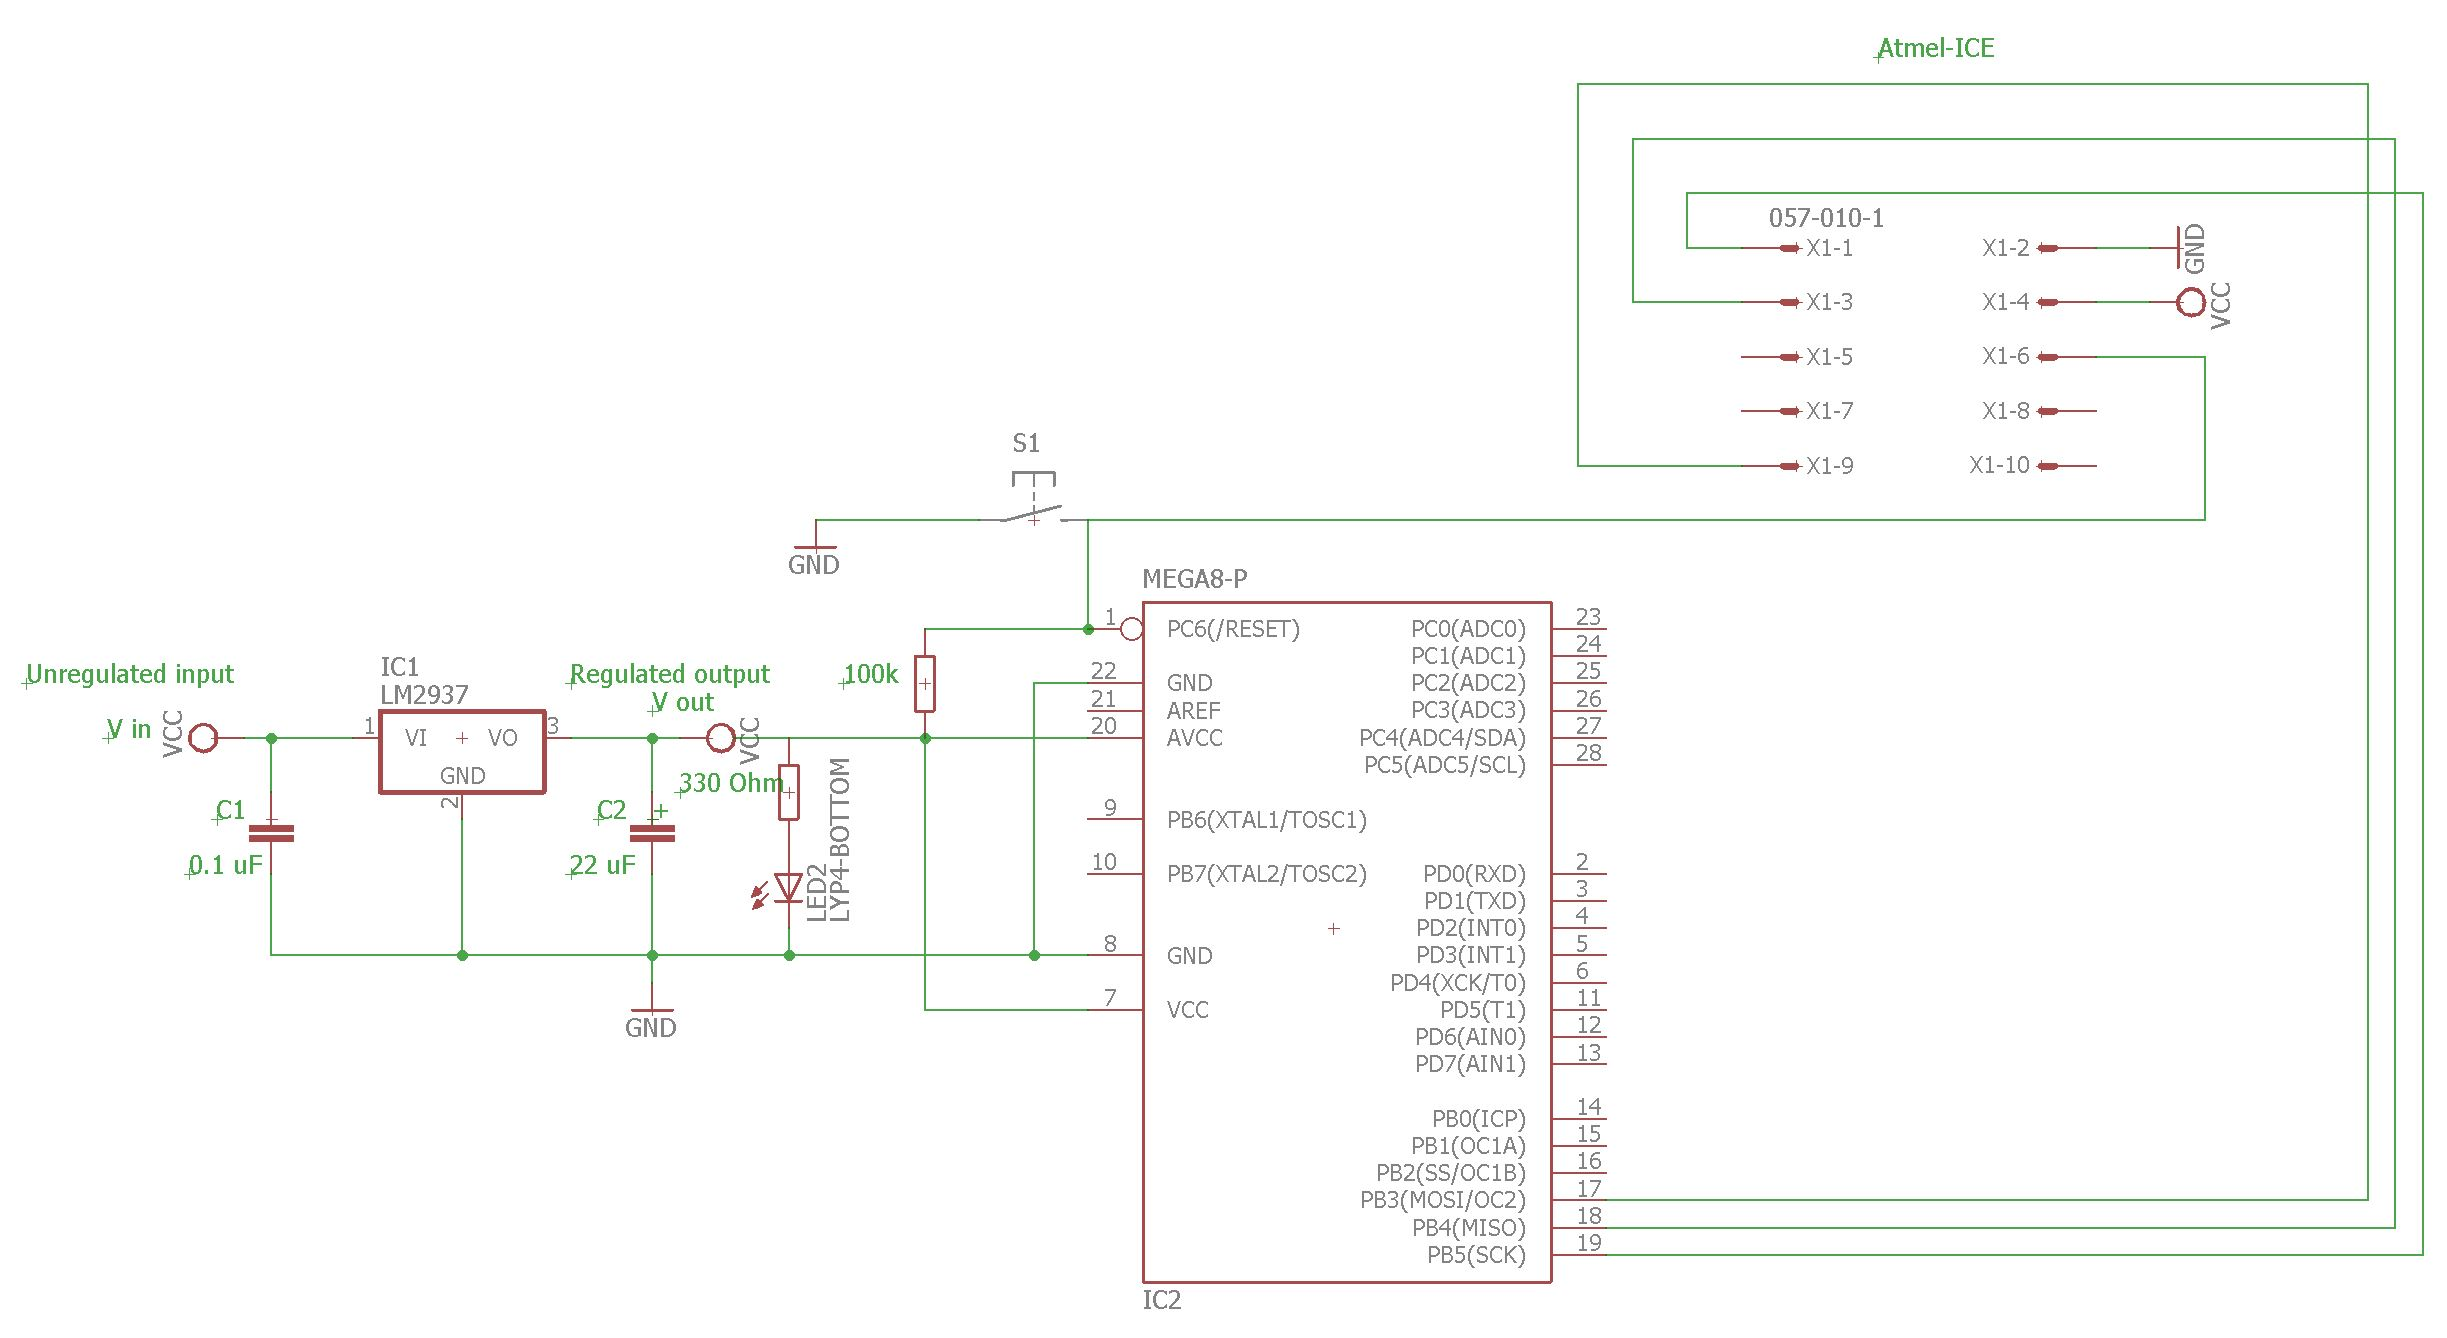 Atmel-ICE
057-010-1
X1-1
X1-2
GND
X1-3
X1-4
VCC
X1-5
X1-6
X1-7
X1-8
X1-9
X1-10
S1
GND
MEGA8-P
1
PC6(/RESET)
22
GND
21
AREF
20
AVCC
9
PB6(XTAL1/TOSC1)
10
PB7(XTAL2/TOSC2)
8
GND
7
VCC
PC0(ADC0)
23
PC1(ADC1)
24
PC2(ADC2)
25
PC3(ADC3)
26
PC4(ADC4/SDA)
27
PC5(ADC5/SCL)
28
PD0(RXD)
2
PD1(TXD)
3
PD2(INT0)
4
PD3(INT1)
5
PD4(XCK/T0)
6
PD5(T1)
11
PD6(AIN0)
12
PD7(AIN1)
13
PB0(ICP)
14
PB1(OC1A)
15
PB2(SS/OC1B)
16
PB3(MOSI/OC2)
17
PB4(MISO)
18
PB5(SCK)
19
IC2
Unregulated input
V in
VCC
IC1
LM2937
1
VI
VO
3
GND
2
Regulated output
V out
VCC
100k
330 Ohm
C1
0.1 uF
C2
+
22 uF
LED2
LYP4-BOTTOM
GND